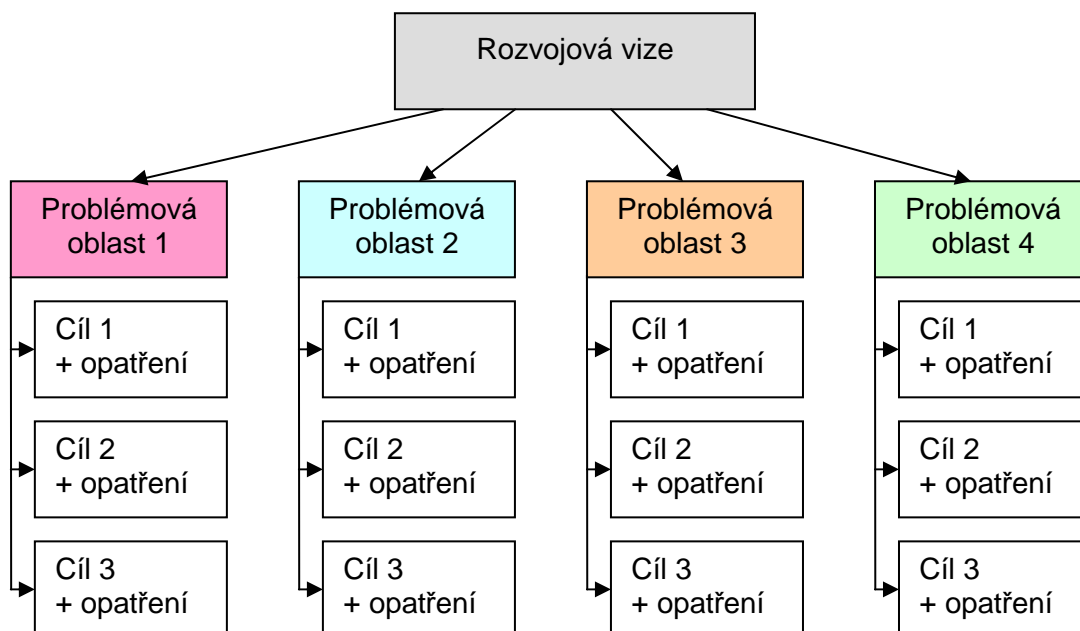 Rozvojová vize
Problémová
oblast 1
Problémová
oblast 2
Problémová
oblast 3
Problémová
oblast 4
Cíl 1
+ opatření
Cíl 1
+ opatření
Cíl 1
+ opatření
Cíl 1
+ opatření
Cíl 2
+ opatření
Cíl 2
+ opatření
Cíl 2
+ opatření
Cíl 2
+ opatření
Cíl 3
+ opatření
Cíl 3
+ opatření
Cíl 3
+ opatření
Cíl 3
+ opatření